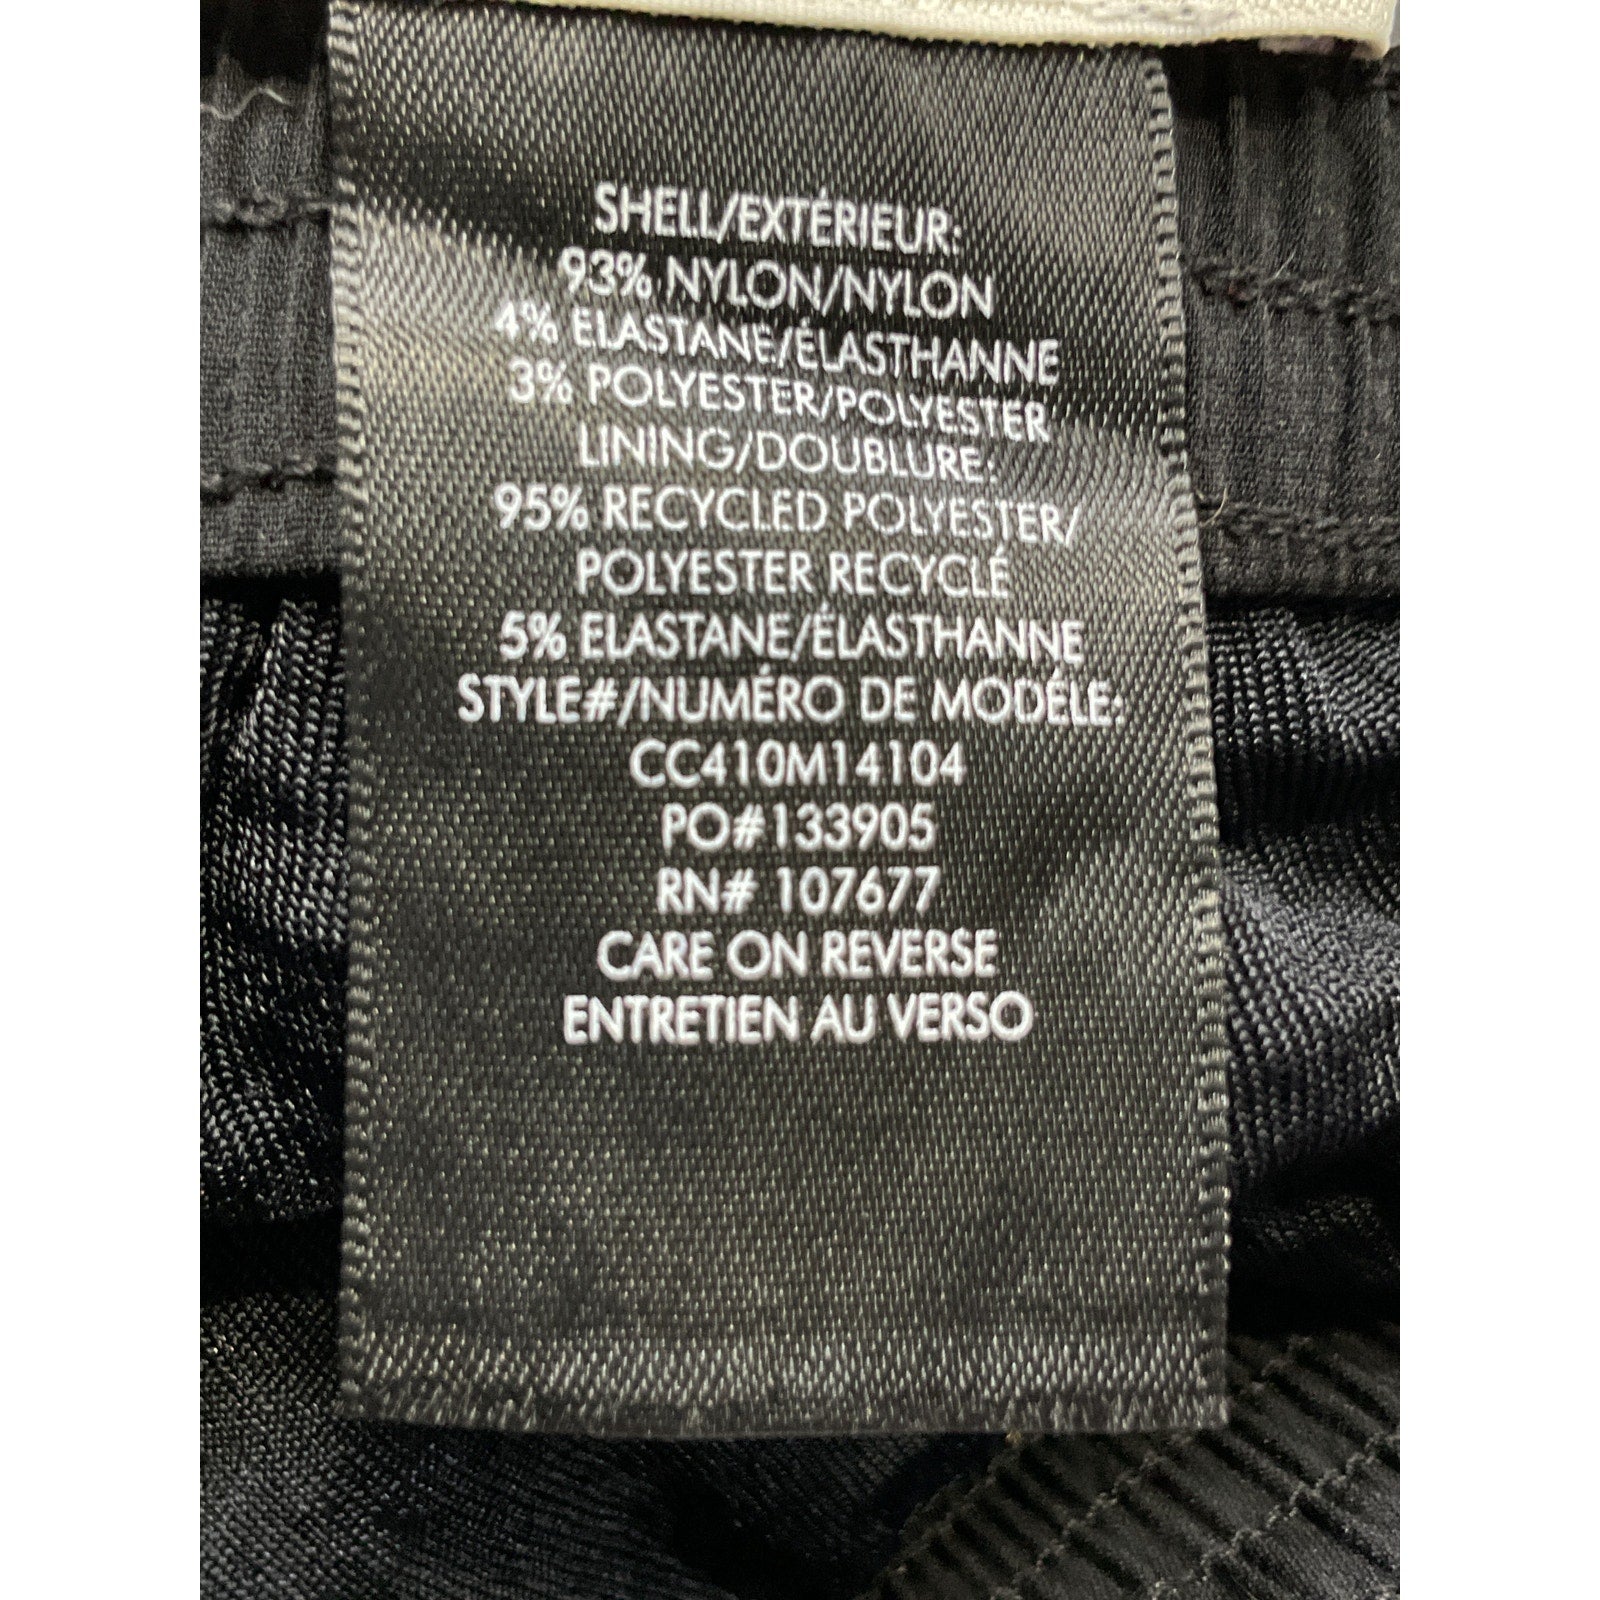 SHELL/EXTÉRIEUR:
93% NYLON/NYLON
4% ELASTANE/ÉLASTHANNE
3% POLYESTER/POLYESTER
LINING/DOUBLURE:
95% RECYCLED POLYESTER/
POLYESTER RECYCLÉ
5% ELASTANE/ÉLASTHANNE
STYLE#/NUMÉRO DE MODÉLE:
CC410M14104
PO#133905
RN# 107677
CARE ON REVERSE
ENTRETIEN AU VERSO